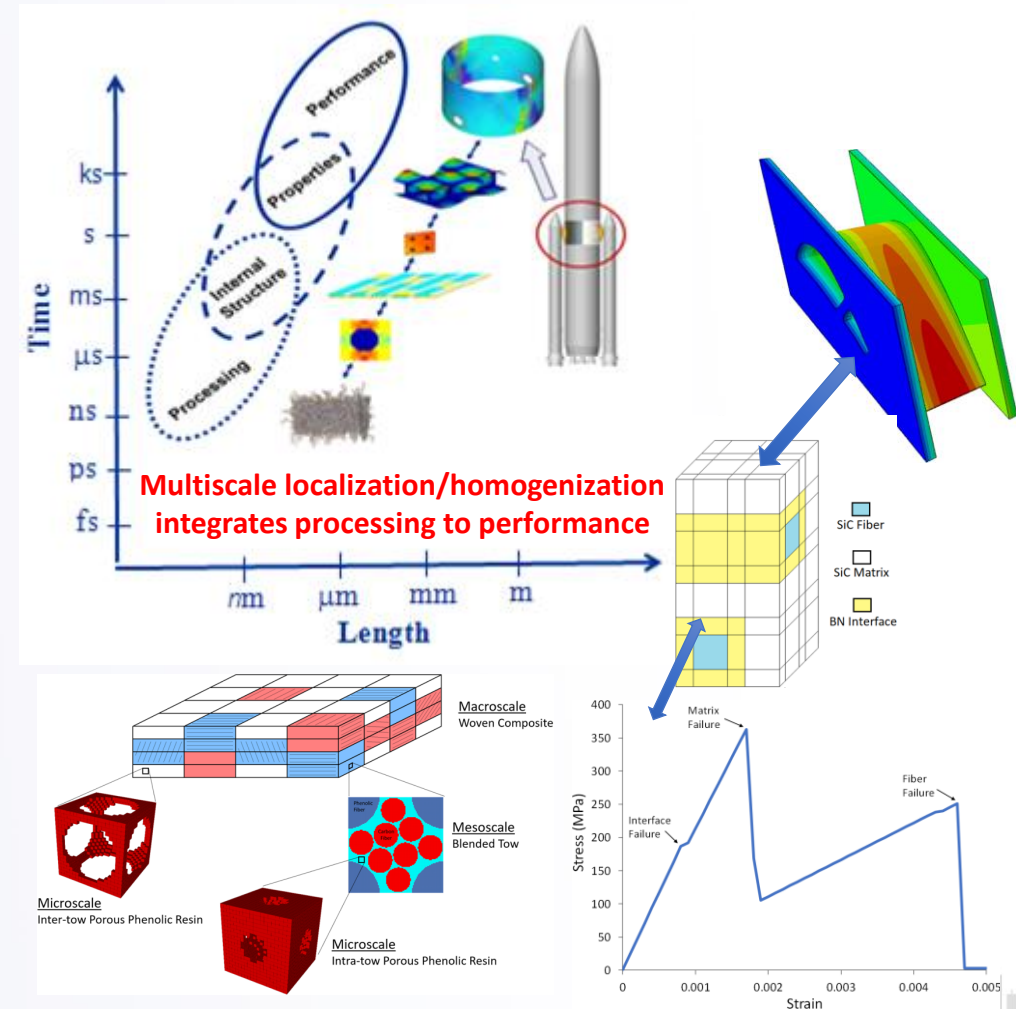 Performance
Properties
Internal
Structure
Processing
Time
ks
s
ms
μs
ns
ps
fs
Multiscale localization/homogenization
integrates processing to performance
nm
μm
mm
m
Length
SiC Fiber
SiC Matrix
BN Interface
Macroscale
Woven Composite
Phenolic
Fiber
Carbon
Fiber
Mesoscale
Blended Tow
Microscale
Inter-tow Porous Phenolic Resin
Microscale
Intra-tow Porous Phenolic Resin
400
350
300
250
200
150
100
50
0
Stress (MPa)
Matrix
Failure
Interface
Failure
Fiber
Failure
0
0.001
0.002
0.003
0.004
0.005
Strain